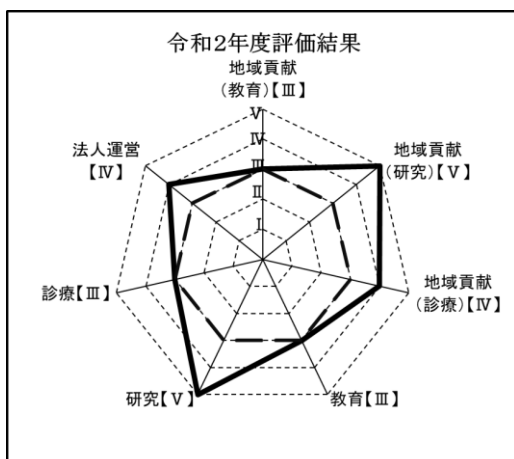 令和2年度評価結果
地域貢献
(教育)【Ⅲ】
Ⅴ
Ⅳ
Ⅲ
Ⅱ
Ⅰ
地域貢献
(研究)【Ⅴ】
地域貢献
(診療)【Ⅳ】
教育【Ⅲ】
研究【Ⅴ】
診療【Ⅲ】
法人運営
【Ⅳ】